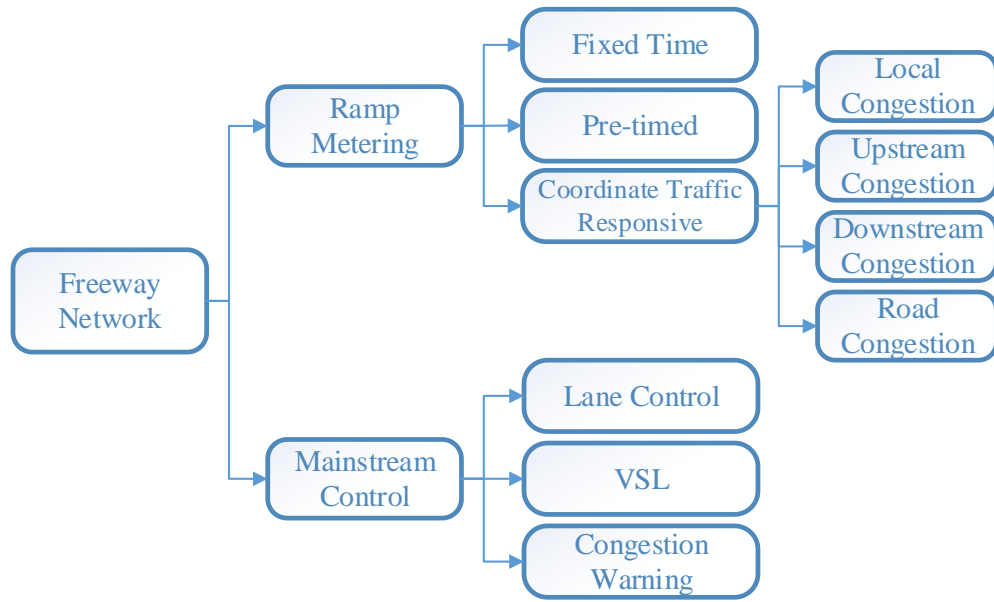 Freeway
Network
Ramp
Metering
Fixed Time
Pre-timed
Coordinate Traffic
Responsive
Local
Congestion
Upstream
Congestion
Downstream
Congestion
Road
Congestion
Mainstream
Control
Lane Control
VSL
Congestion
Warning